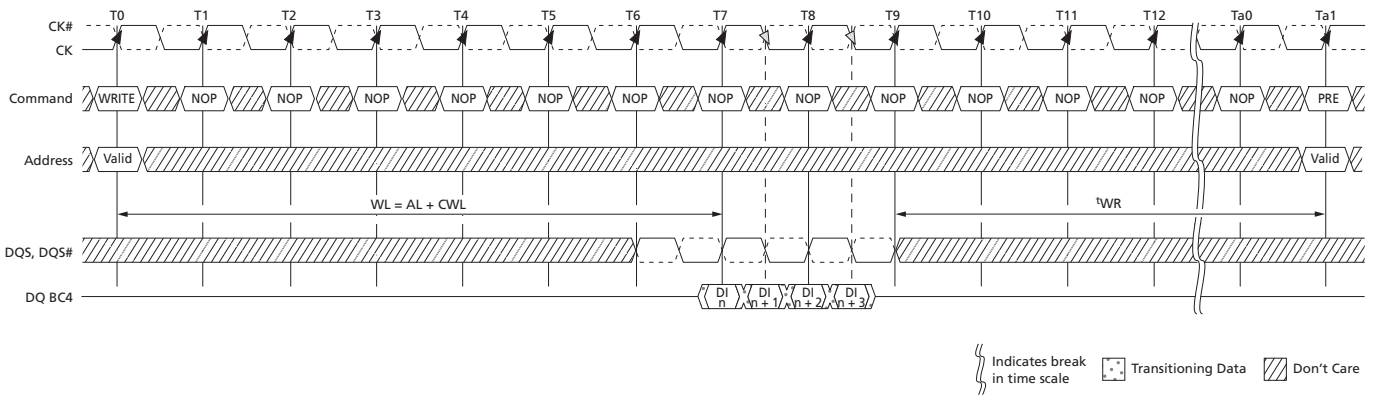 T0 T1 T2 T3 T4 T5 T6 T7 T8 T9 T10 T11 T12 Ta0 Ta1
CK#
CK
Command WRITE NOP NOP NOP NOP NOP NOP NOP NOP NOP NOP NOP NOP NOP PRE
Address Valid Valid
WL = AL + CWL tWR
DQS, DQS#
DQ BC4 DI n DI n + 1 DI n + 2 DI n + 3
Indicates break
in time scale
Transitioning Data
Don't Care